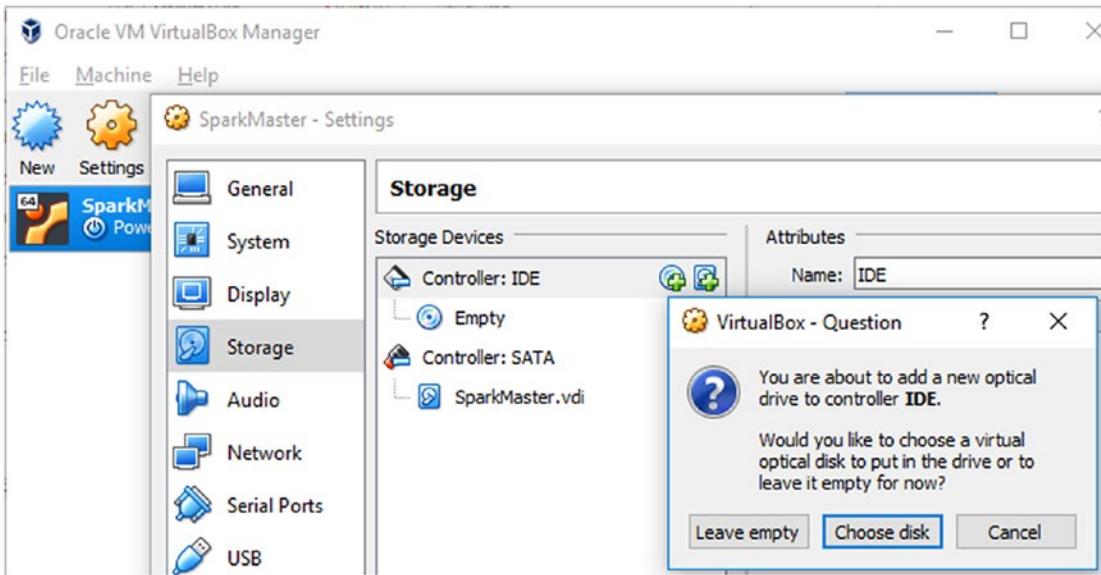 Oracle VM VirtualBox Manager
File Machine Help
SparkMaster - Settings
New Settings
64
SparkM
Powe
General
System
Display
Storage
Audio
Network
Serial Ports
USB
Storage
Storage Devices
Controller: IDE
Empty
Controller: SATA
SparkMaster.vdi
Attributes
Name: IDE
VirtualBox - Question ?
You are about to add a new optical
drive to controller IDE.
Would you like to choose a virtual
optical disk to put in the drive or to
leave it empty for now?
Leave empty Choose disk Cancel